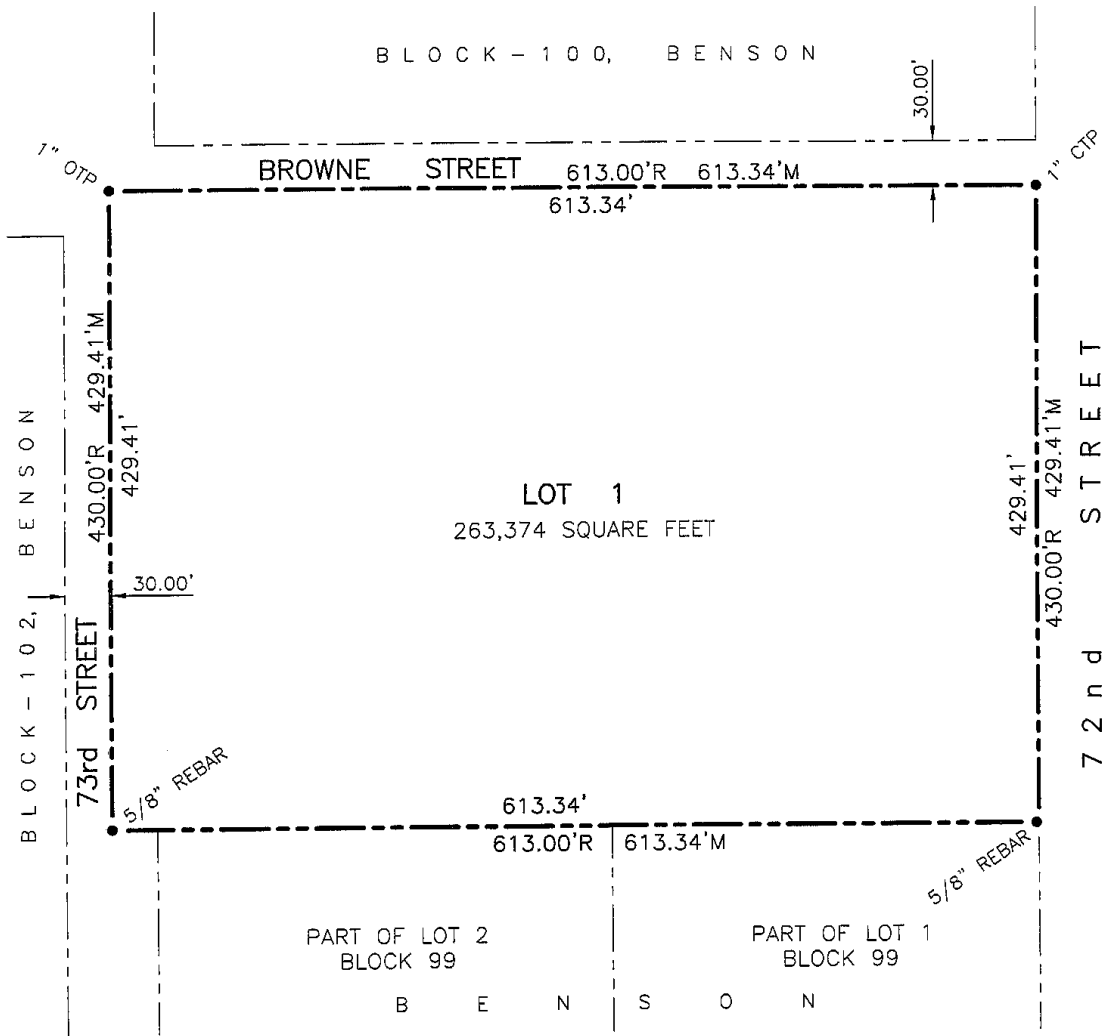 BLOCK-100, BENSON
30.00'
1" OTP
1" CTP
BROWNE STREET 613.00'R 613.34'M
613.34'
430.00'R 429.41'M
429.41'
BLOCK-102, BENSON
30.00'
73rd STREET
LOT 1
263,374 SQUARE FEET
429.41'
430.00'R 429.41'M
72nd STREET
5/8" REBAR
613.34'
613.00'R 613.34'M
5/8" REBAR
PART OF LOT 2
BLOCK 99
PART OF LOT 1
BLOCK 99
BENSON